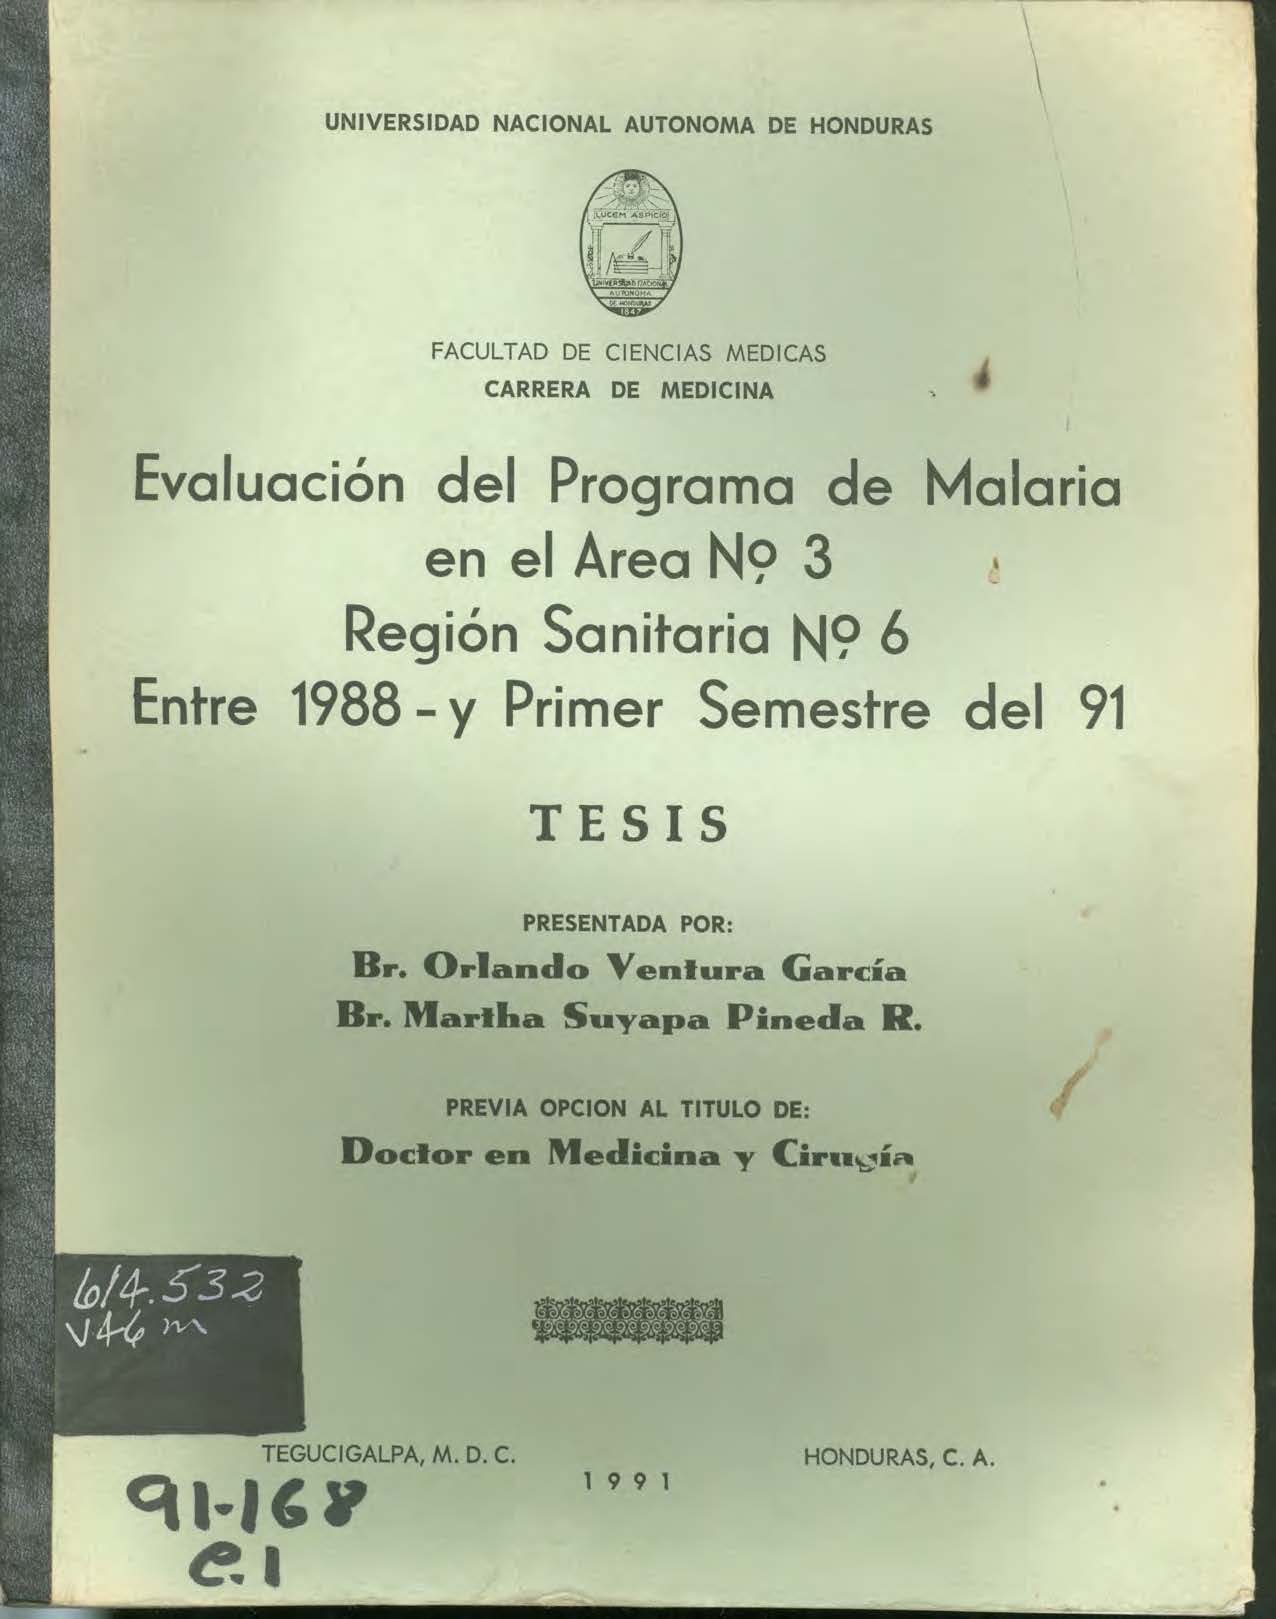 UNIVERSIDAD NACIONAL AUTONOMA DE HONDURAS
LUCEM ASPICIO
UNIVERSIDAD NACIONAL
AUTONOMA
DE HONDURAS
1847
FACULTAD DE CIENCIAS MEDICAS
CARRERA DE MEDICINA
Evaluación del Programa de Malaria
en el Area Nº 3
Región Sanitaria Nº 6
Entre 1988 - y Primer Semestre del 91
TESIS
PRESENTADA POR:
Br. Orlando Ventura García
Br. Martha Suyapa Pineda R.
PREVIA OPCION AL TITULO DE:
Doctor en Medicina y Cirugía
614.532
V46m
TEGUCIGALPA, M. D. C.
HONDURAS, C. A.
1991
91-168
c.1